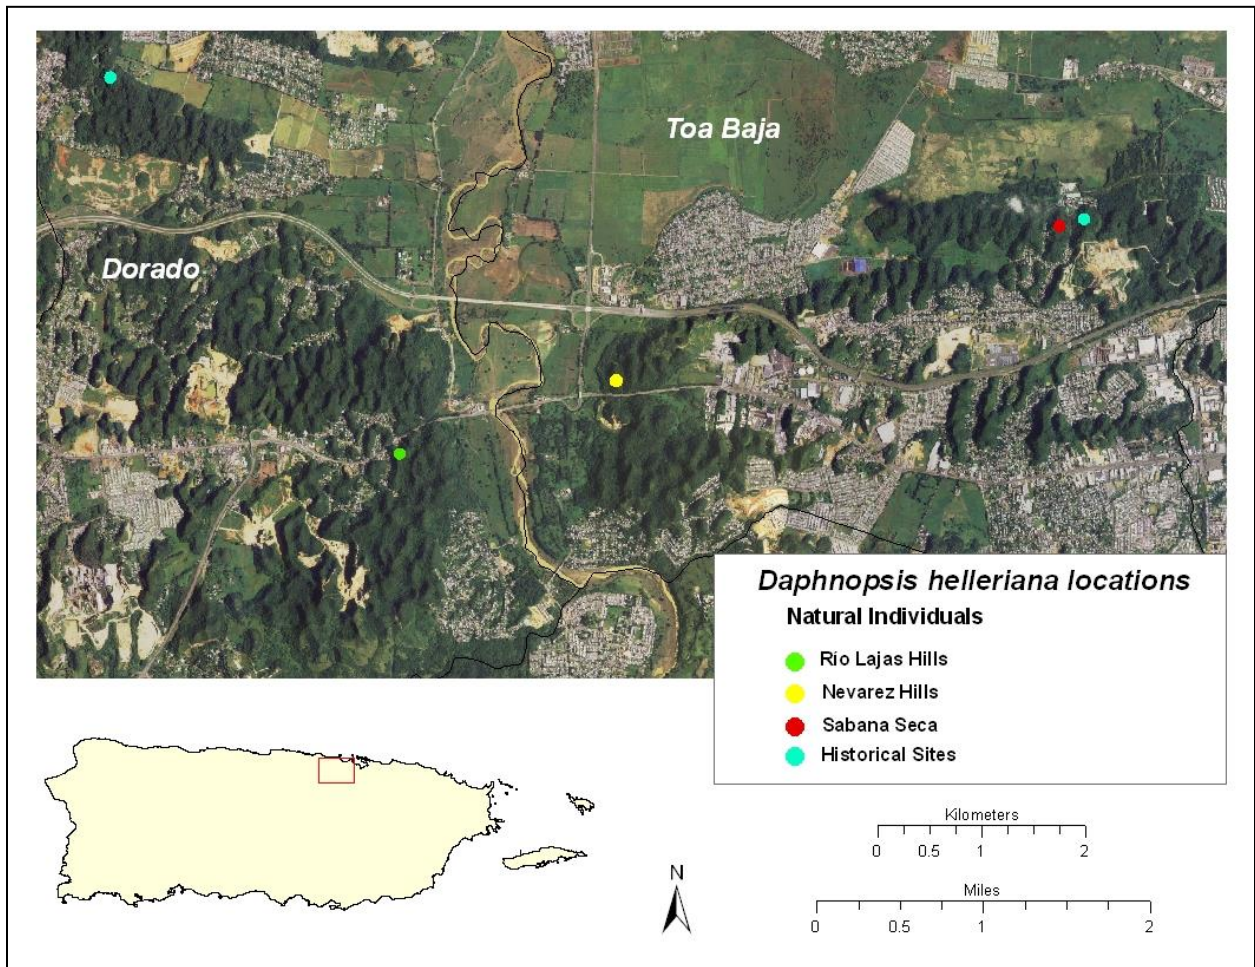 Toa Baja
Dorado
Daphnopsis helleriana locations
Natural Individuals
Río Lajas Hills
Nevarez Hills
Sabana Seca
Historical Sites
Kilometers
0 0.5 1 2
N
Miles
0 0.5 1 2